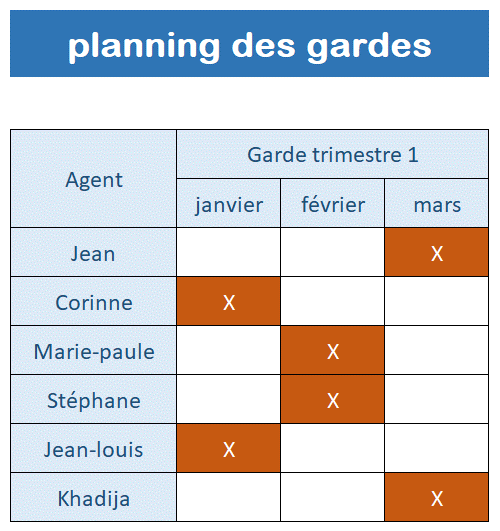 planning des gardes
Agent
Garde trimestre 1
janvier février mars
Jean X
Corinne X
Marie-paule X
Stéphane X
Jean-louis X
Khadija X